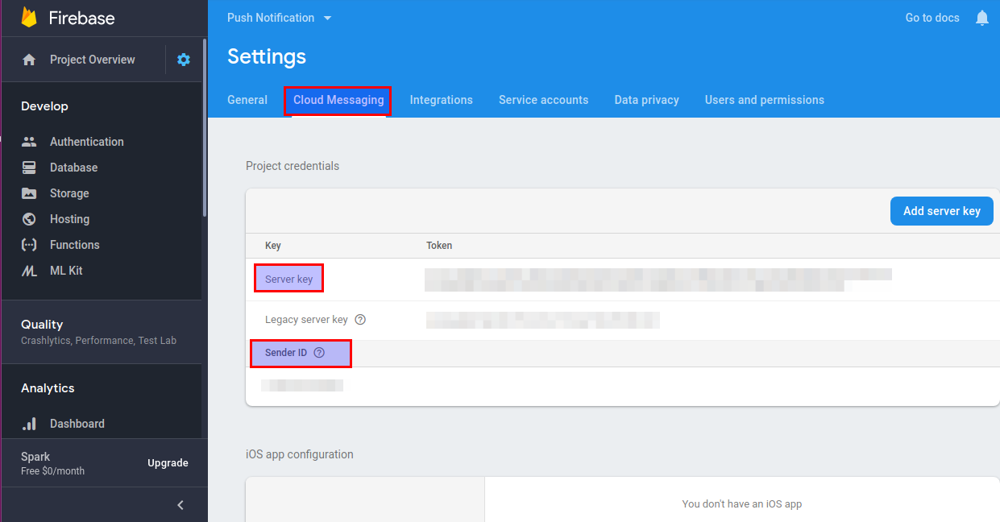 Firebase
Project Overview
Develop
Authentication
Database
Storage
Hosting
Functions
ML Kit
Quality
Crashlytics, Performance, Test Lab
Analytics
Dashboard
Spark
Free $0/month
Upgrade
Push Notification
Go to docs
Settings
General
Cloud Messaging
Integrations
Service accounts
Data privacy
Users and permissions
Project credentials
Add server key
Key
Token
Server key
Legacy server key
Sender ID
iOS app configuration
You don't have an iOS app